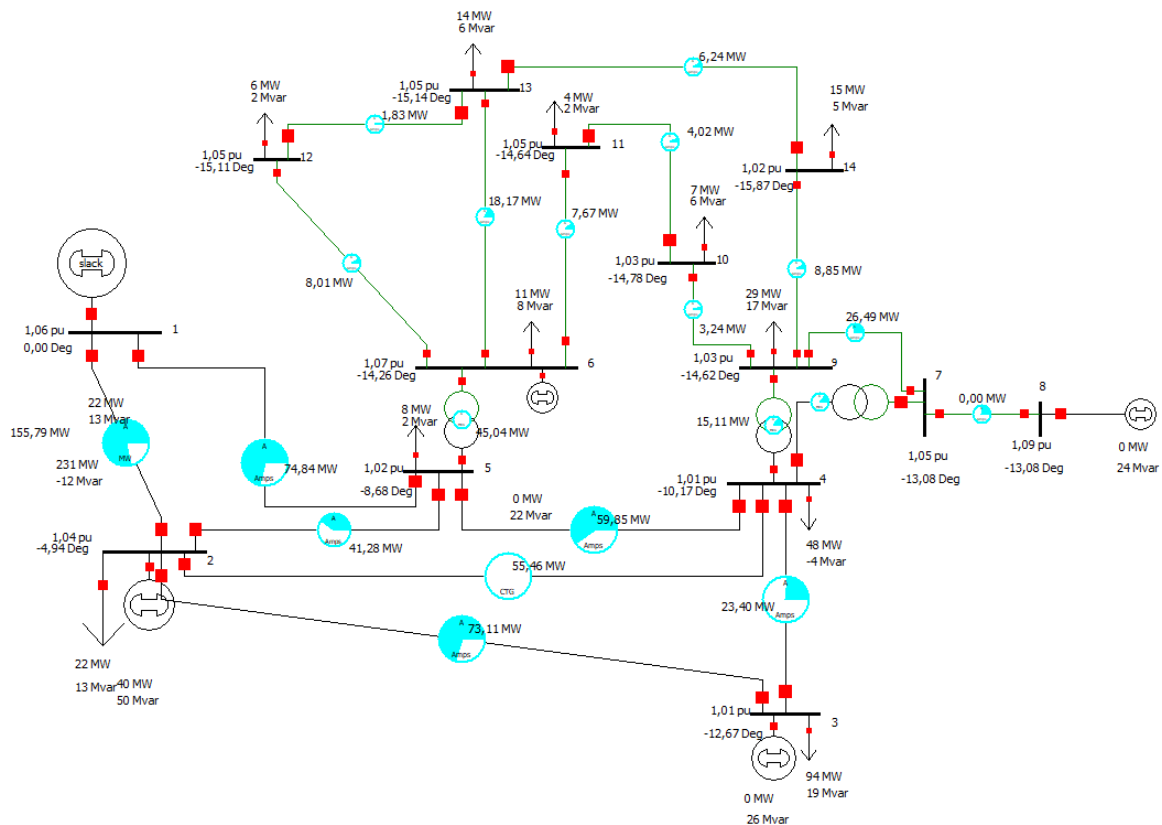 14 MW
6 Mvar
6,24 MW
1,05 pu
-15,14 Deg
13
6 MW
2 Mvar
1,83 MW
4 MW
2 Mvar
4,02 MW
15 MW
5 Mvar
1,05 pu
-15,11 Deg
12
1,05 pu
-14,64 Deg
11
1,02 pu
-15,87 Deg
14
18,17 MW
7,67 MW
7 MW
6 Mvar
slack
8,01 MW
1,03 pu
-14,78 Deg
10
8,85 MW
11 MW
8 Mvar
29 MW
17 Mvar
3,24 MW
26,49 MW
1,06 pu
0,00 Deg
1
1,07 pu
-14,26 Deg
6
1,03 pu
-14,62 Deg
9
7
8
0,00 MW
22 MW
13 Mvar
155,79 MW
A
MW
231 MW
-12 Mvar
A
74,84 MW
Amps
8 MW
2 Mvar
45,04 MW
15,11 MW
0 MW
24 Mvar
1,05 pu
-13,08 Deg
1,09 pu
-13,08 Deg
1,02 pu
-8,68 Deg
5
1,01 pu
-10,17 Deg
4
0 MW
22 Mvar
A
59,85 MW
Amps
A
Amps
41,28 MW
48 MW
-4 Mvar
1,04 pu
-4,94 Deg
2
55,46 MW
CTG
A
23,40 MW
Amps
A
73,11 MW
Amps
22 MW
13 Mvar
40 MW
50 Mvar
1,01 pu
-12,67 Deg
3
94 MW
19 Mvar
0 MW
26 Mvar